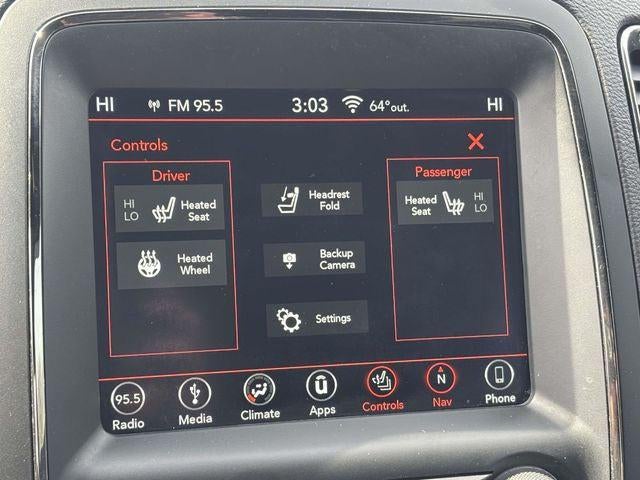 HI FM 95.5 3:03 64°out. HI
Controls
Driver
Passenger
HI
LO
Heated
Seat
Headrest
Fold
Heated
Seat
HI
LO
Heated
Wheel
Backup
Camera
Settings
95.5
N
Radio
Media
Climate
Apps
Controls
Nav
Phone